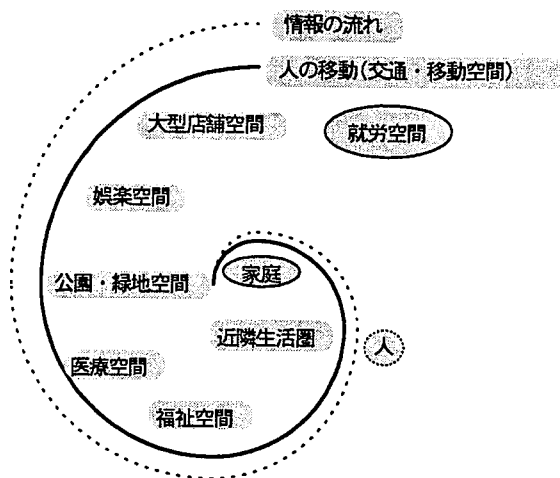 情報の流れ
人の移動(交通・移動空間)
大型店舗空間
就労空間
娯楽空間
家庭
公園・緑地空間
近隣生活圏
人
医療空間
福祉空間